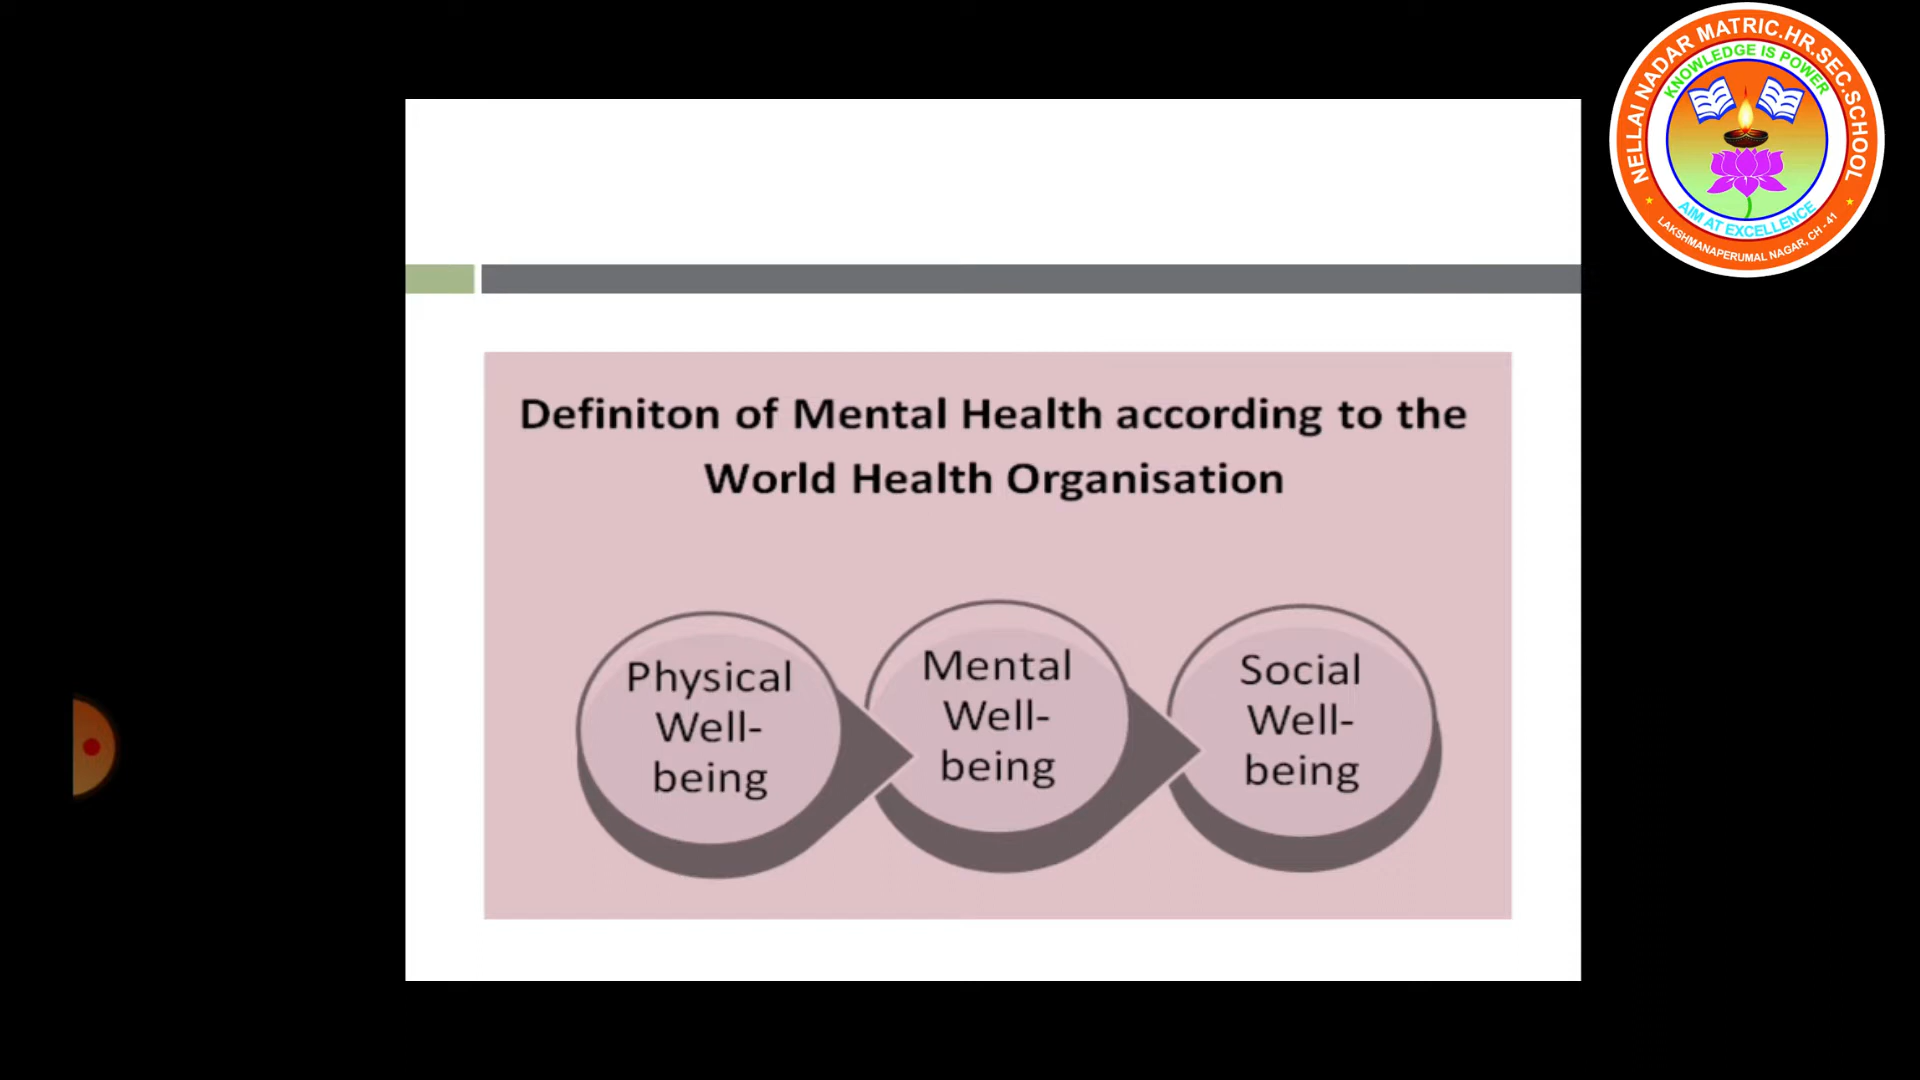 NELLAI NADAR MATRIC.HR.SEC.SCHOOL
KNOWLEDGE IS POWER
AIM AT EXCELLENCE
LAKSHMANAPERUMAL NAGAR, CH - 41
Definiton of Mental Health according to the
World Health Organisation
Physical
Well-
being
Mental
Well-
being
Social
Well-
being